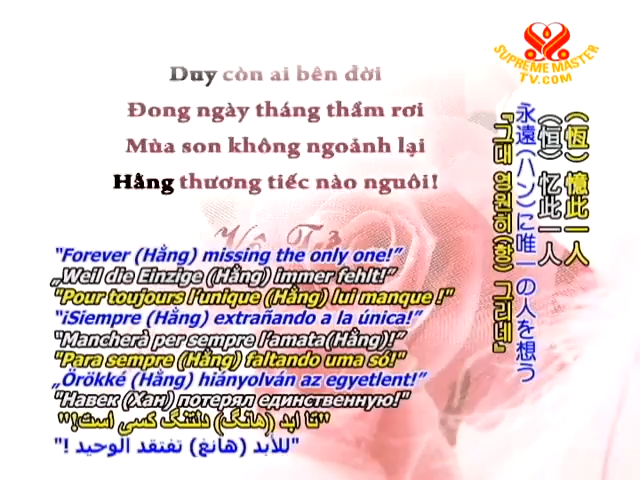 SUPREME MASTER
TV.COM
Duy còn ai bên đời
Đong ngày tháng thẩm rơi
Mùa son không ngoảnh lại
Hằng thương tiếc nào nguôi!
"Forever (Hằng) missing the only one!"
„Weil die Einzige (Hằng) immer fehlt!"
"Pour toujours l'unique (Hằng) lui manque !"
"¡Siempre (Hằng) extrañando a la única!"
"Mancherà per sempre l'amata(Hằng)!"
"Para sempre (Hằng) faltando uma só!"
„Örökké (Hằng) hiányolván az egyetlent!"
"Навек (Хан) потерял единственную!"
"تا ابد (هانگ) دلتنگ کسی است!"
"للأبد (هانغ) تفتقد الوحيد !"
（恆）憶此一人
（恒）忆此一人
永遠（ハン）に唯一の人を想う
『그대 영원히(항) 그리네』